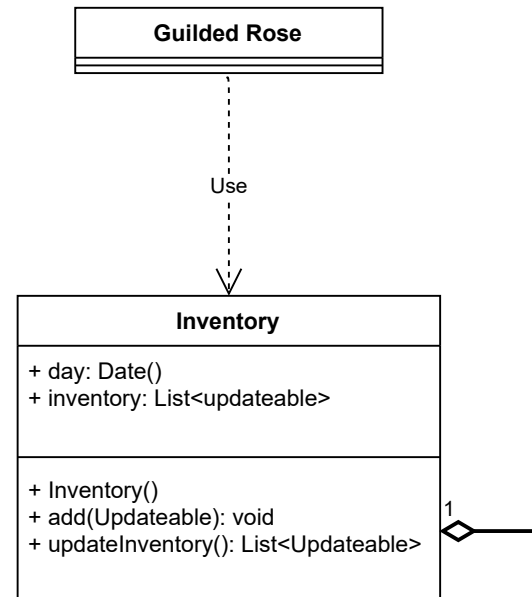 Guilded Rose
Use
Inventory
+ day: Date()
+ inventory: List<updateable>
+ Inventory()
+ add(Updateable): void
+ updateInventory(): List<Updateable>
1